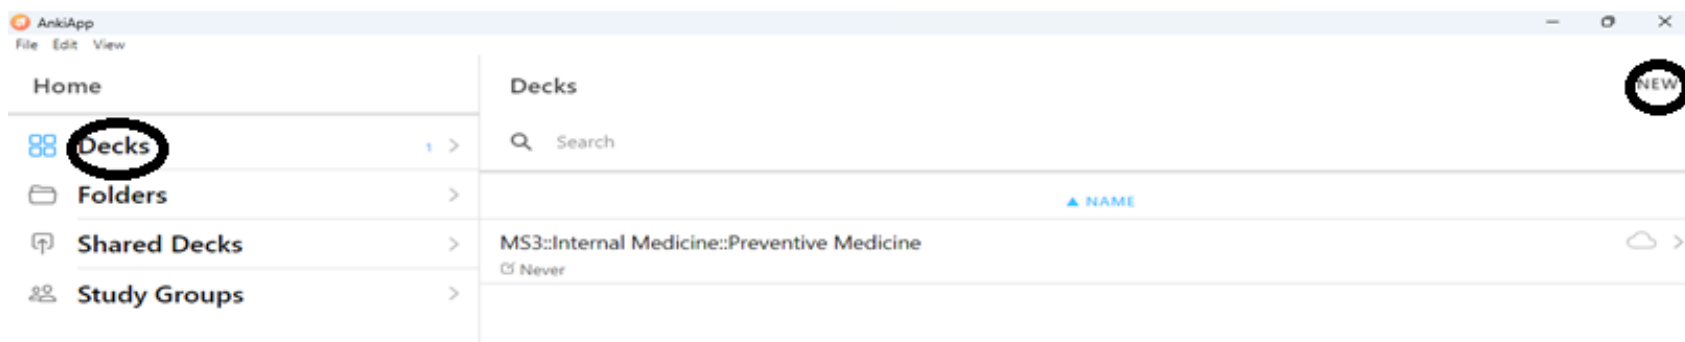 AnkiApp
File Edit View
Home
Decks
NEW
Decks
1
Search
Folders
NAME
Shared Decks
MS3::Internal Medicine::Preventive Medicine
Never
Study Groups